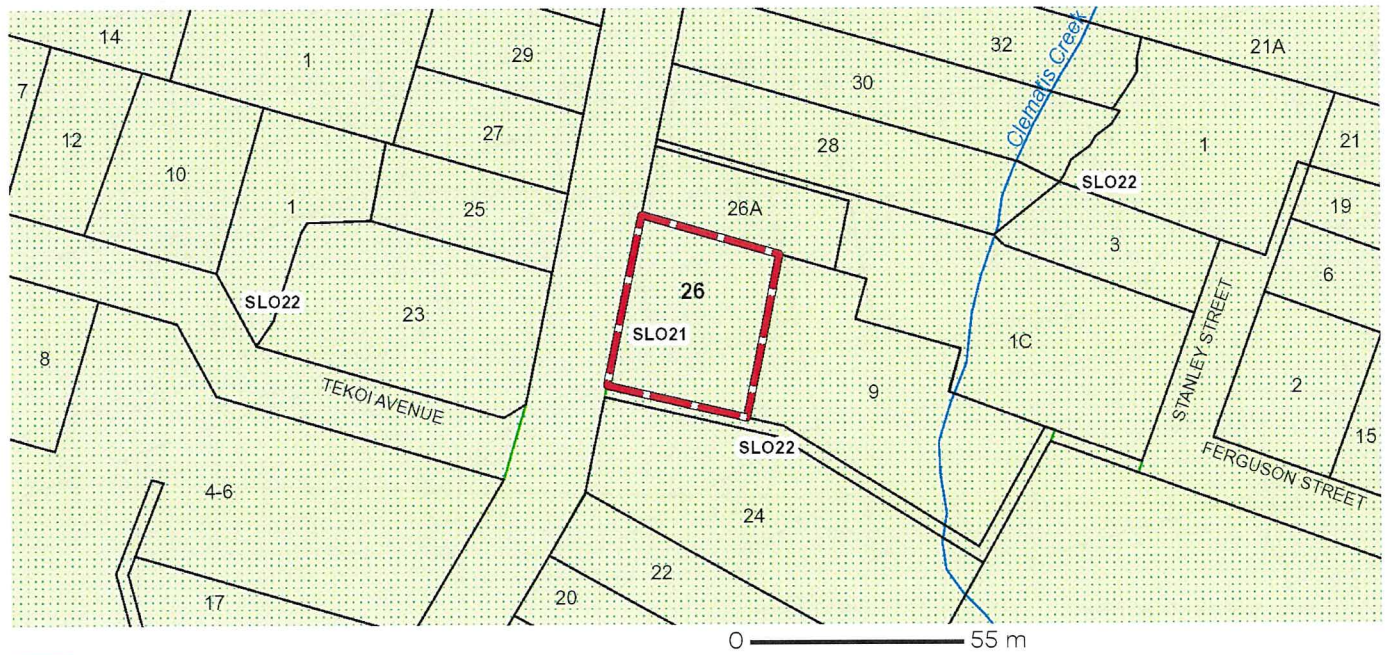 14
1
29
32
21A
7
12
27
30
Clematis Creek
28
1
21
10
1
25
26A
SLO22
19
3
6
SLO22
23
26
SLO21
1C
STANLEY STREET
8
TEKOI AVENUE
9
2
15
SLO22
FERGUSON STREET
4-6
24
22
20
17
0 55 m